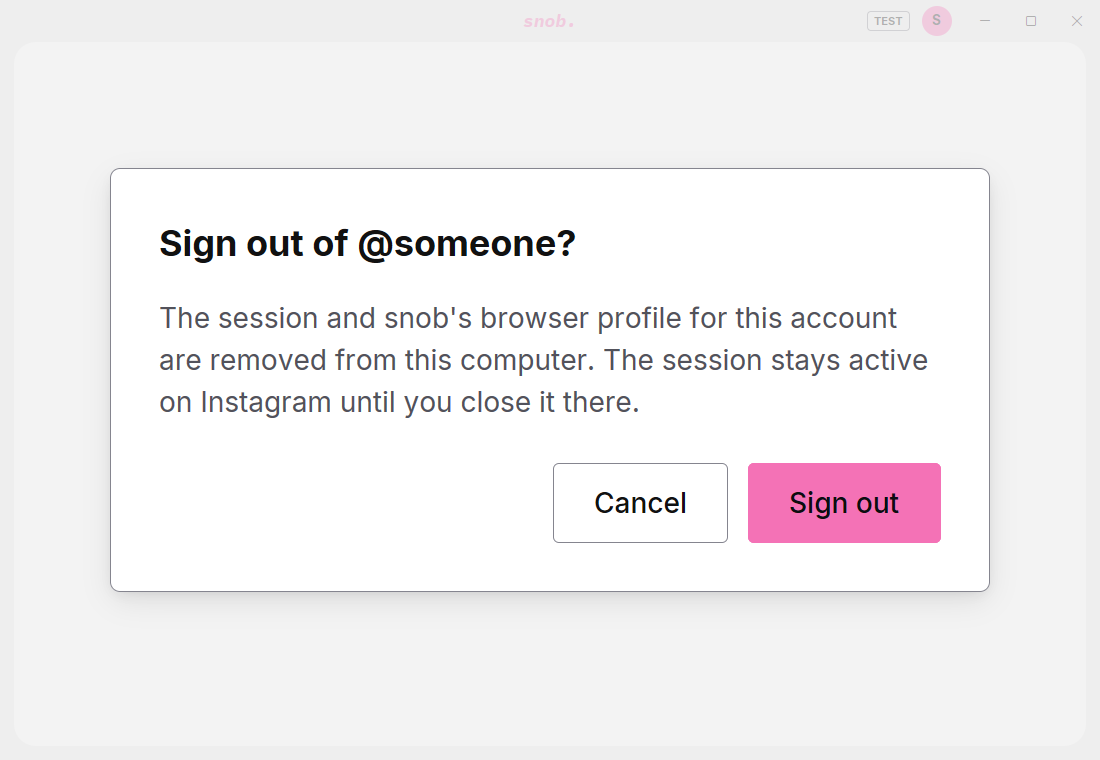 snob.
TEST
S
Sign out of @someone?
The session and snob's browser profile for this account
are removed from this computer. The session stays active
on Instagram until you close it there.
Cancel
Sign out